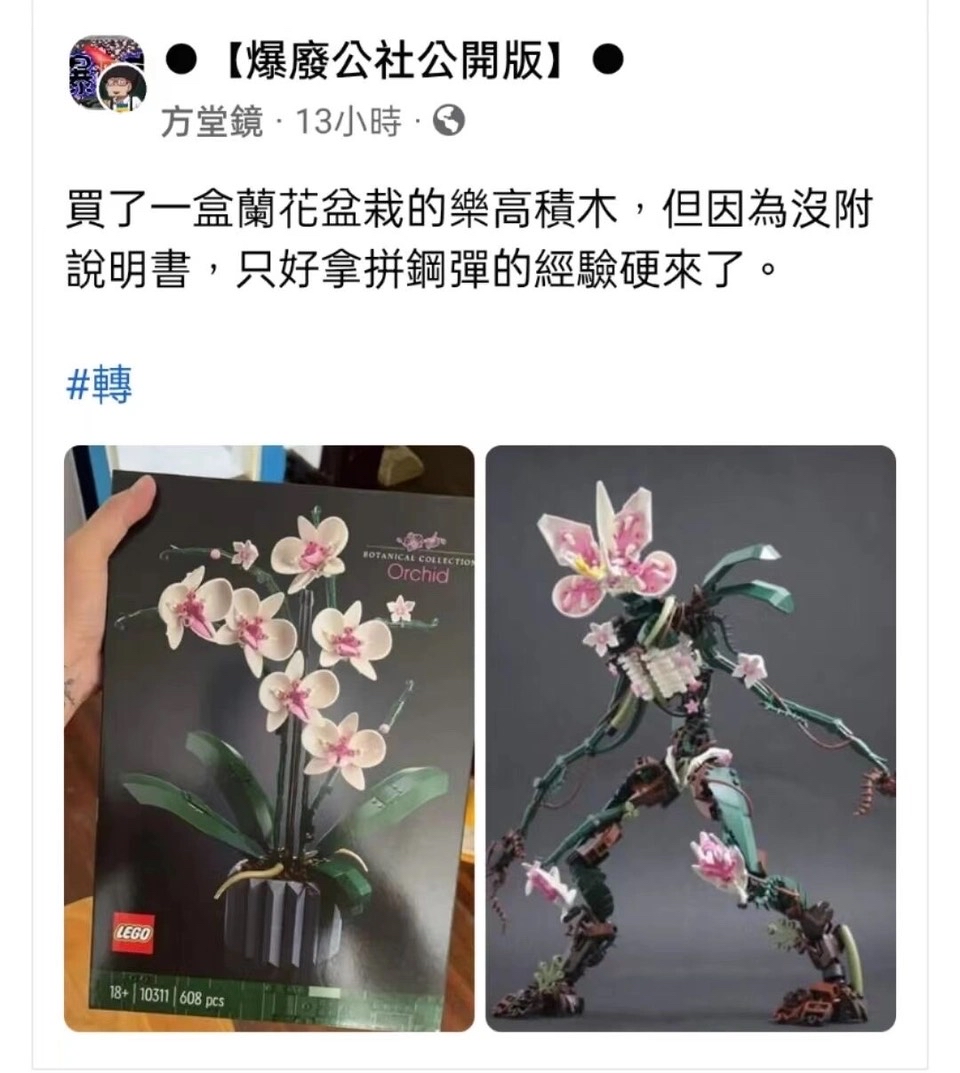 ●【爆廢公社公開版】●
方堂鏡 · 13小時 ·
買了一盒蘭花盆栽的樂高積木，但因為沒附
說明書，只好拿拼鋼彈的經驗硬來了。
#轉
BOTANICAL COLLECTION
Orchid
LEGO
18+ | 10311 | 608 pcs